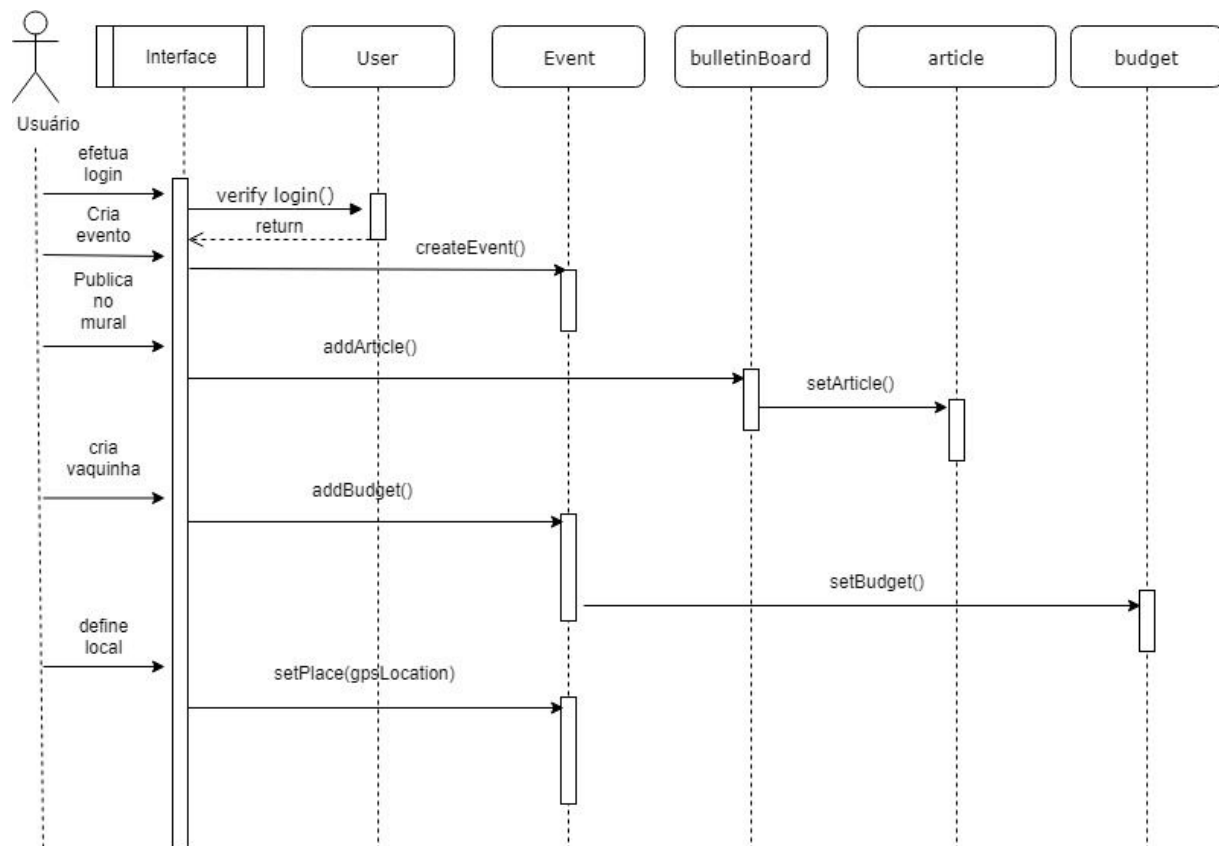 Interface
User
Event
bulletinBoard
article
budget
Usuário
efetua
login
verify login()
Cria
evento
return
createEvent()
Publica
no
mural
addArticle()
setArticle()
cria
vaquinha
addBudget()
setBudget()
define
local
setPlace(gpsLocation)